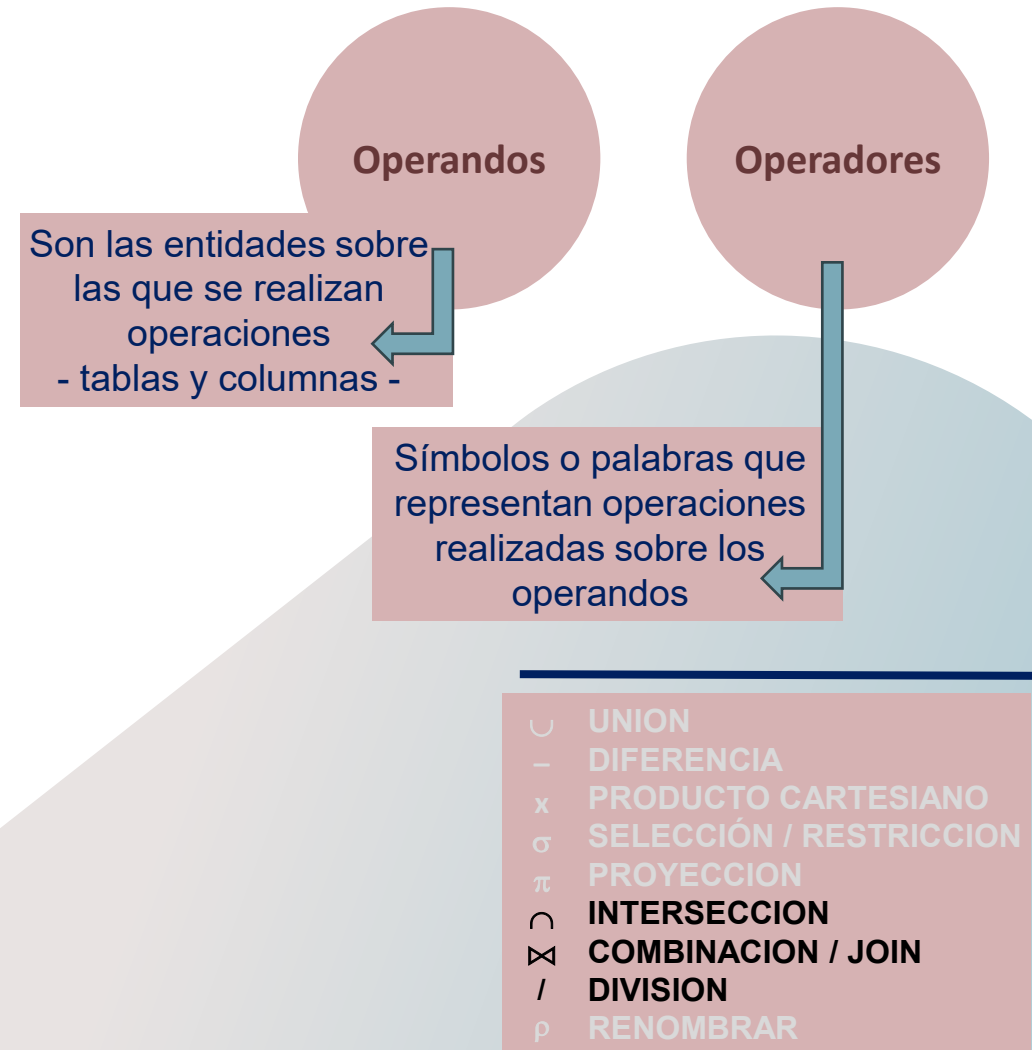 Operandos
Operadores
Son las entidades sobre
las que se realizan
operaciones
- tablas y columnas -
Símbolos o palabras que
representan operaciones
realizadas sobre los
operandos
∪ UNION
– DIFERENCIA
x PRODUCTO CARTESIANO
σ SELECCIÓN / RESTRICCION
π PROYECCION
∩ INTERSECCION
⋈ COMBINACION / JOIN
/ DIVISION
ρ RENOMBRAR